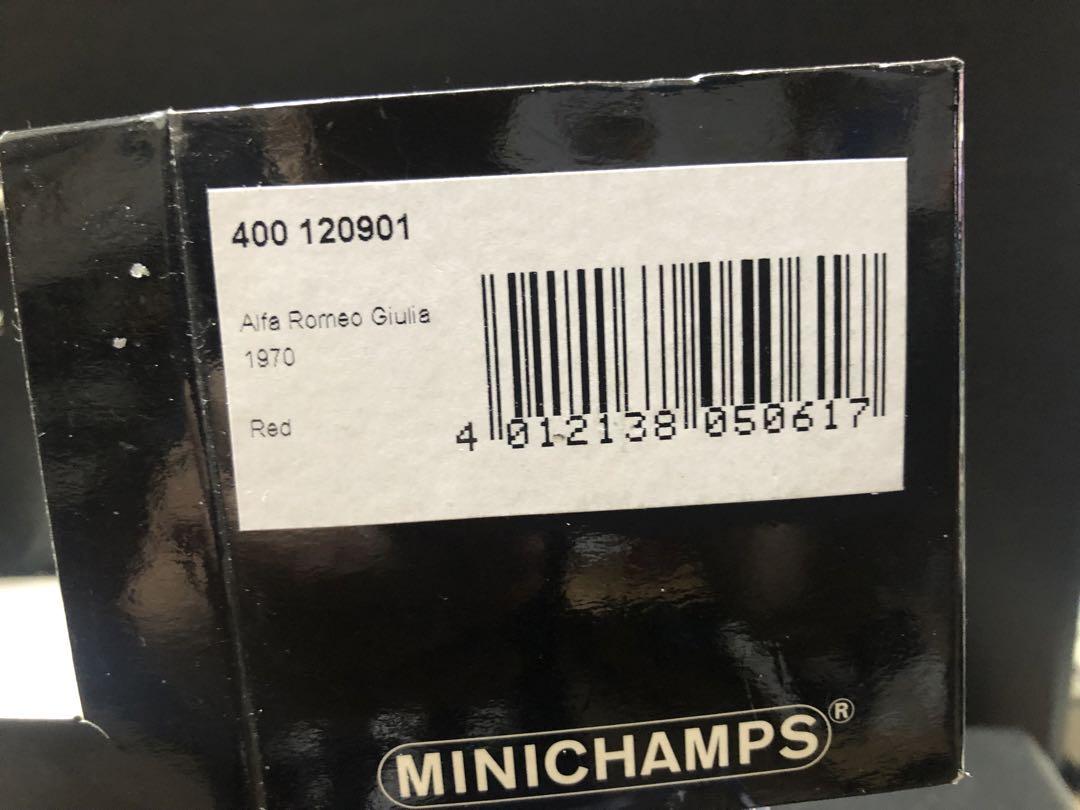 400 120901
Alfa Romeo Giulia
1970
Red
4 012138 050617
MINICHAMPS®